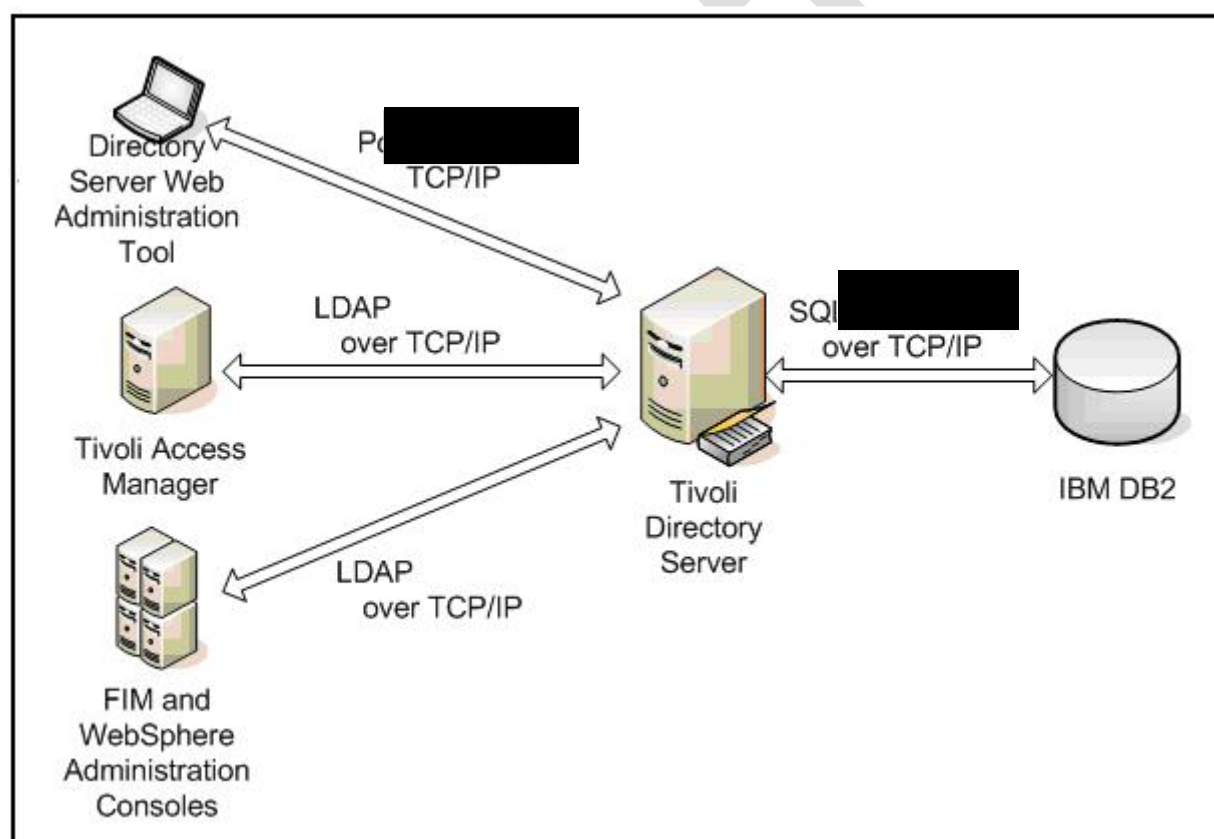 Directory
Server Web
Administration
Tool
TCP/IP
LDAP
over TCP/IP
SQL
over TCP/IP
Tivoli Access
Manager
Tivoli
Directory
Server
IBM DB2
LDAP
over TCP/IP
FIM and
WebSphere
Administration
Consoles